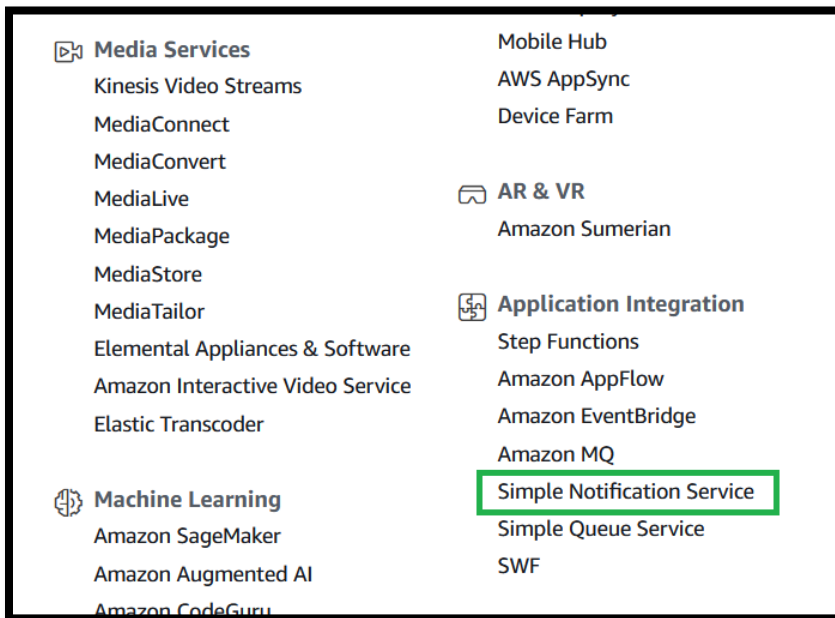 Media Services
Kinesis Video Streams
MediaConnect
MediaConvert
MediaLive
MediaPackage
MediaStore
MediaTailor
Elemental Appliances & Software
Amazon Interactive Video Service
Elastic Transcoder
Machine Learning
Amazon SageMaker
Amazon Augmented AI
Amazon CodeGuru
Mobile Hub
AWS AppSync
Device Farm
AR & VR
Amazon Sumerian
Application Integration
Step Functions
Amazon AppFlow
Amazon EventBridge
Amazon MQ
Simple Notification Service
Simple Queue Service
SWF